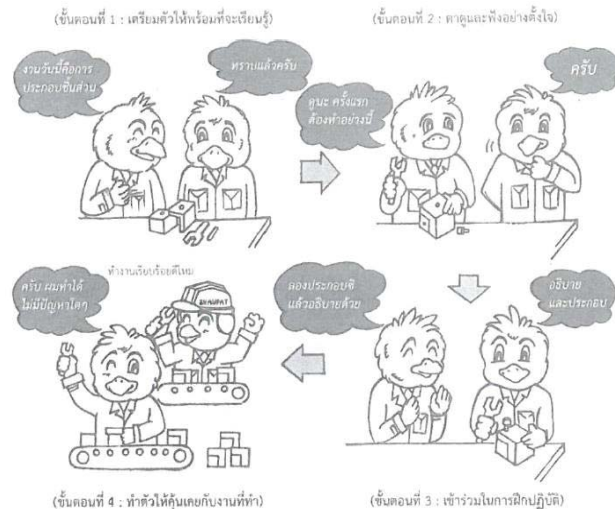 (ขั้นตอนที่ 1 : เตรียมตัวให้พร้อมที่จะเรียนรู้)
งานวันนี้คือการ
ประกอบชิ้นส่วน
ทราบแล้วครับ
(ขั้นตอนที่ 2 : ตาดูและฟังอย่างตั้งใจ)
ดูนะ ครั้งแรก
ต้องทำอย่างนี้
ครับ
ลองประกอบซิ
แล้วอธิบายด้วย
อธิบาย
และประกอบ
(ขั้นตอนที่ 3 : เข้าร่วมในการฝึกปฏิบัติ)
ทำงานเรียบร้อยดีไหม
ครับ ผมทำได้
ไม่มีปัญหาใดๆ
(ขั้นตอนที่ 4 : ทำตัวให้คุ้นเคยกับงานที่ทำ)